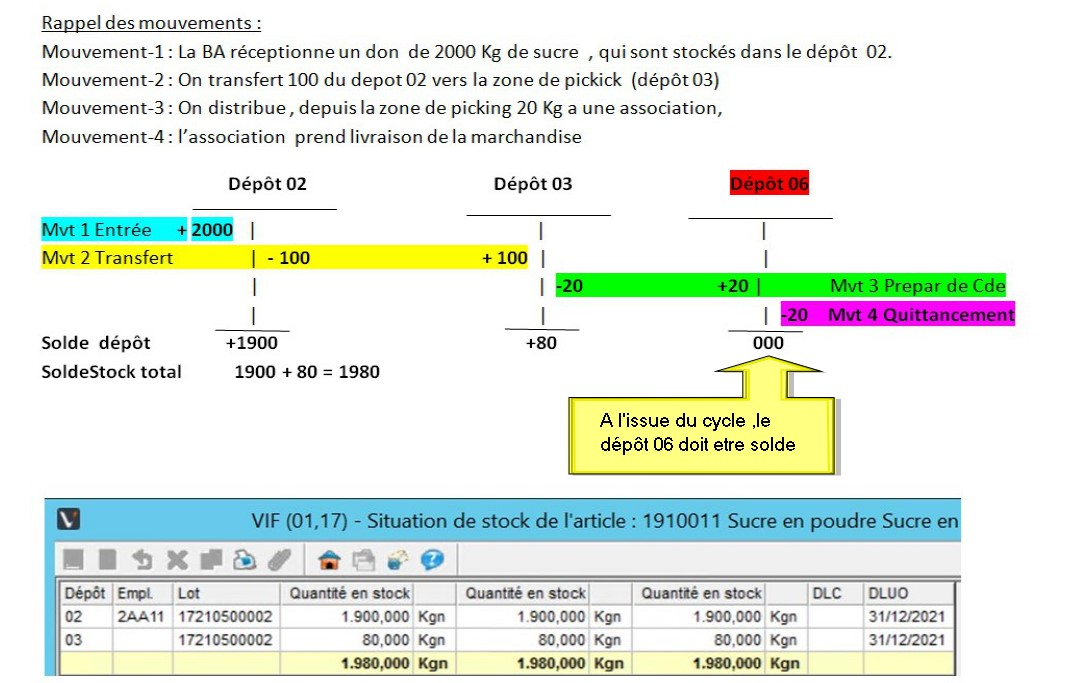 Rappel des mouvements :
Mouvement-1 : La BA réceptionne un don de 2000 Kg de sucre , qui sont stockés dans le dépôt 02.
Mouvement-2 : On transfert 100 du depot 02 vers la zone de pickick (dépôt 03)
Mouvement-3 : On distribue , depuis la zone de picking 20 Kg a une association,
Mouvement-4 : l’association prend livraison de la marchandise
Dépôt 02 Dépôt 03 Dépôt 06
Mvt 1 Entrée + 2000 | | |
Mvt 2 Transfert | - 100 + 100 | |
| | -20 +20 | Mvt 3 Prepar de Cde
| | | -20 Mvt 4 Quittancement
Solde dépôt +1900 +80 000
SoldeStock total 1900 + 80 = 1980
A l'issue du cycle ,le
dépôt 06 doit etre solde
VIF (01,17) - Situation de stock de l'article : 1910011 Sucre en poudre Sucre en
Dépôt Empl. Lot Quantité en stock Quantité en stock Quantité en stock DLC DLUO
02 2AA11 17210500002 1.900,000 Kgn 1.900,000 Kgn 1.900,000 Kgn 31/12/2021
03 17210500002 80,000 Kgn 80,000 Kgn 80,000 Kgn 31/12/2021
1.980,000 Kgn 1.980,000 Kgn 1.980,000 Kgn